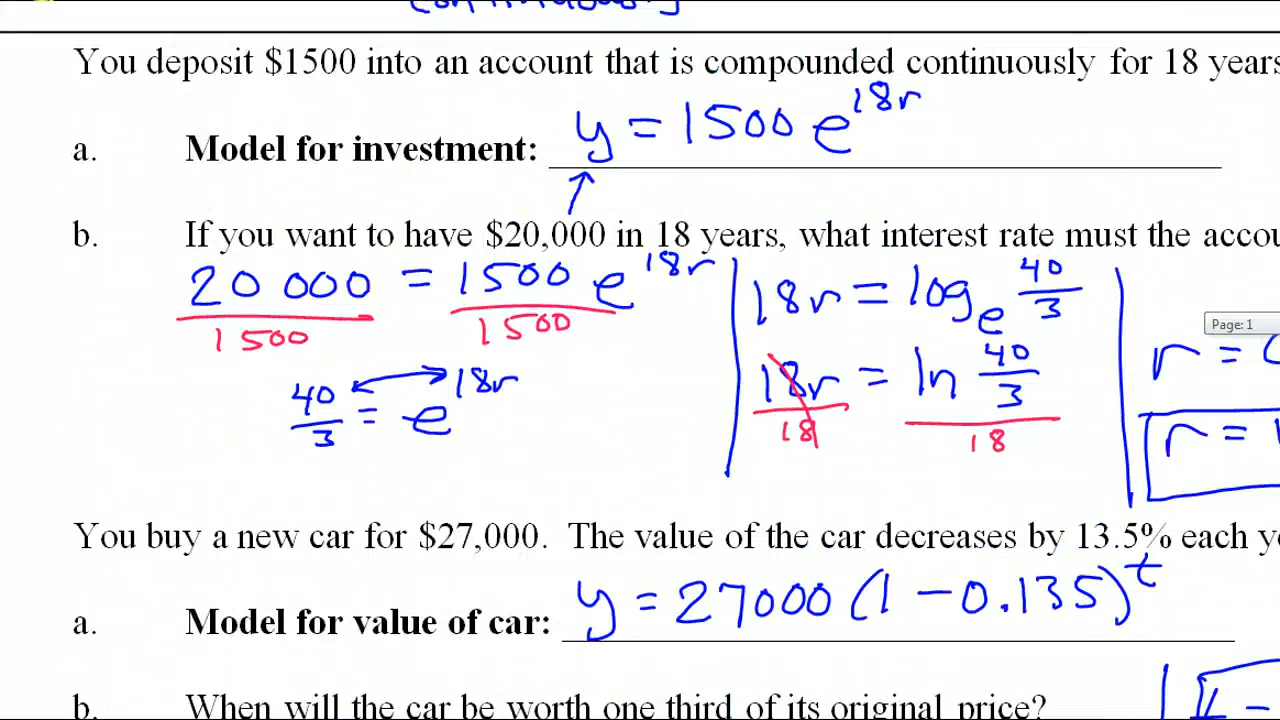 continuously
You deposit $1500 into an account that is compounded continuously for 18 years
a. Model for investment: y = 1500 e^18r
b. If you want to have $20,000 in 18 years, what interest rate must the accou
20 000 = 1500 e^18r
1500 1500
40/3 = e^18r
18r = log_e 40/3
18r = ln 40/3
18 18
Page: 1
r =
r =
You buy a new car for $27,000. The value of the car decreases by 13.5% each ye
a. Model for value of car: y = 27000 (1 - 0.135)^t
b. When will the car be worth one third of its original price?